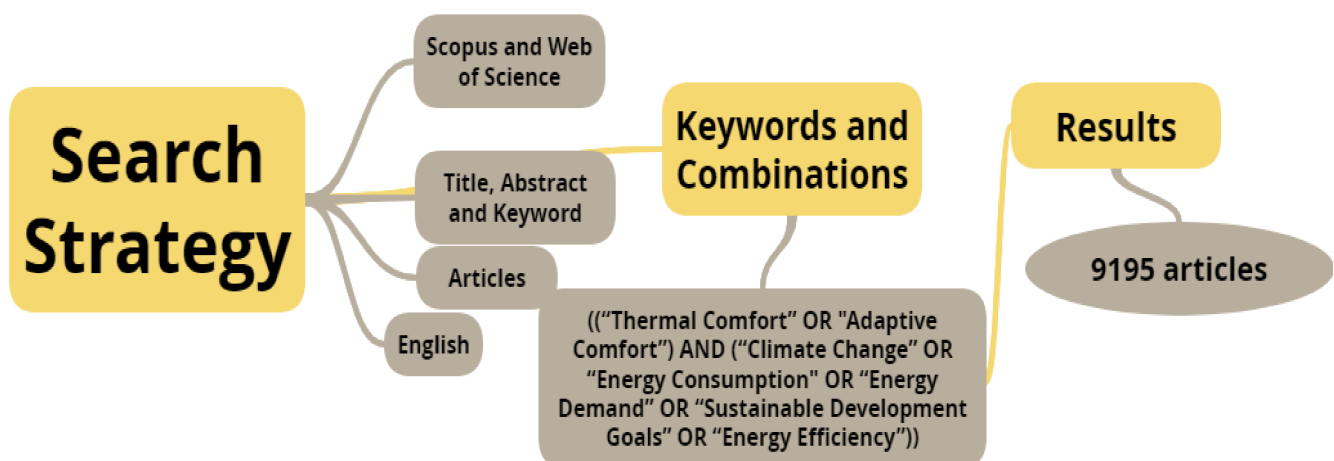 Search
Strategy
Scopus and Web
of Science
Title, Abstract
and Keyword
Articles
English
Keywords and
Combinations
((“Thermal Comfort” OR "Adaptive
Comfort”) AND (“Climate Change” OR
“Energy Consumption" OR “Energy
Demand” OR “Sustainable Development
Goals” OR “Energy Efficiency”))
Results
9195 articles